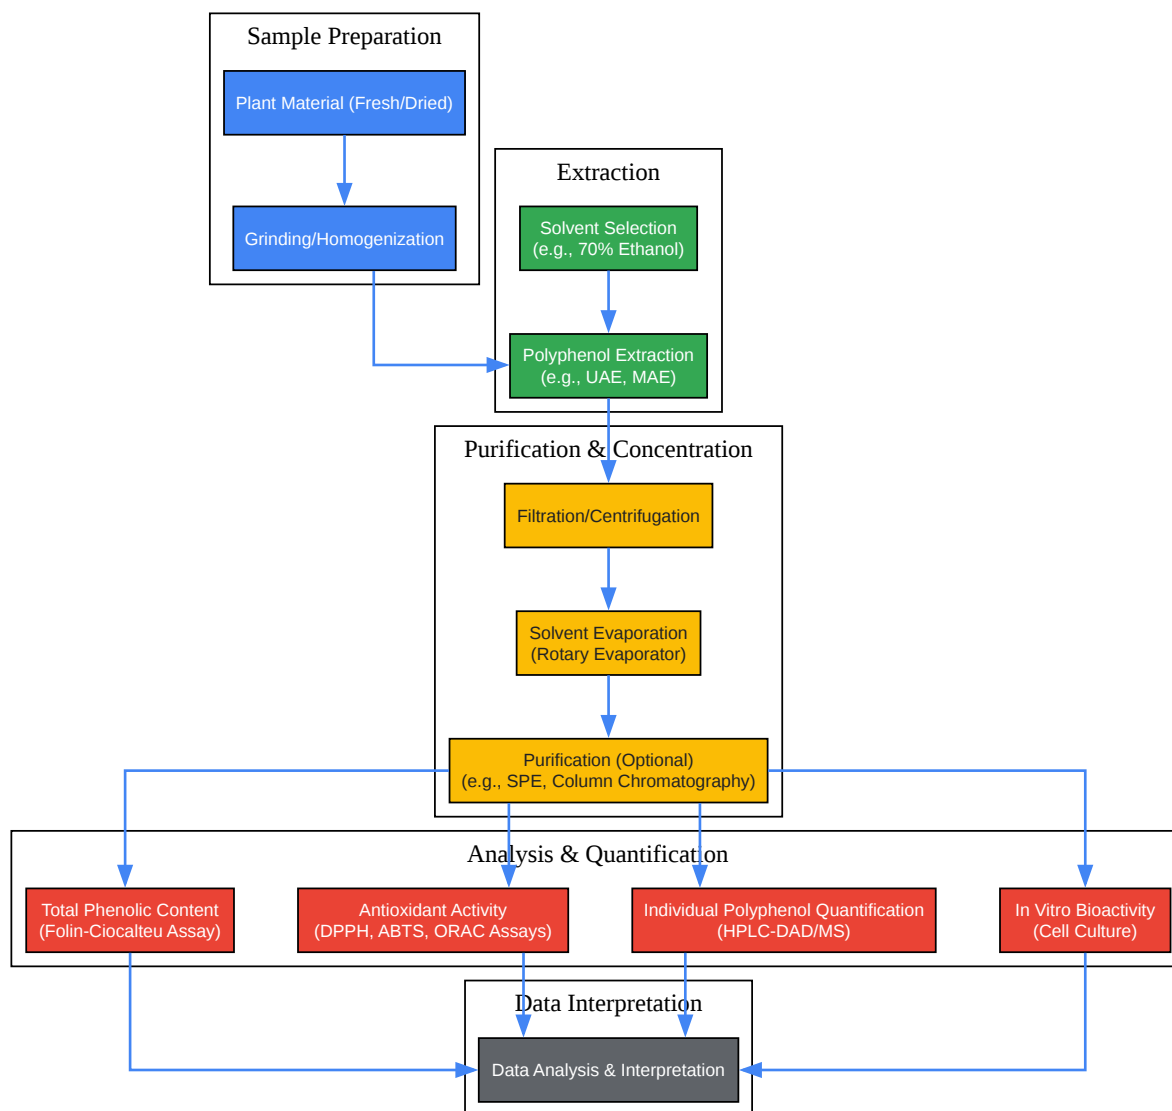 Sample Preparation
Plant Material (Fresh/Dried)
Grinding/Homogenization
Extraction
Solvent Selection
(e.g., 70% Ethanol)
Polyphenol Extraction
(e.g., UAE, MAE)
Purification & Concentration
Filtration/Centrifugation
Solvent Evaporation
(Rotary Evaporator)
Purification (Optional)
(e.g., SPE, Column Chromatography)
Analysis & Quantification
Total Phenolic Content
(Folin-Ciocalteu Assay)
Antioxidant Activity
(DPPH, ABTS, ORAC Assays)
Individual Polyphenol Quantification
(HPLC-DAD/MS)
In Vitro Bioactivity
(Cell Culture)
Data Interpretation
Data Analysis & Interpretation